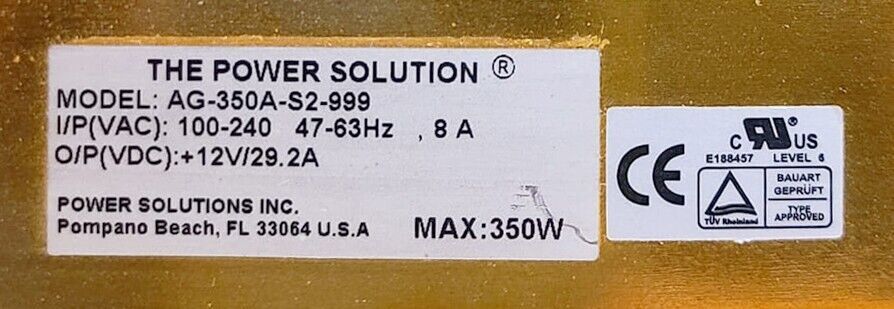 THE POWER SOLUTION ®
MODEL: AG-350A-S2-999
I/P(VAC): 100-240 47-63Hz , 8 A
O/P(VDC):+12V/29.2A
POWER SOLUTIONS INC.
Pompano Beach, FL 33064 U.S.A
MAX:350W
CE
C RU US
E188457 LEVEL 6
TÜV Rheinland
BAUART
GEPRÜFT
TYPE
APPROVED